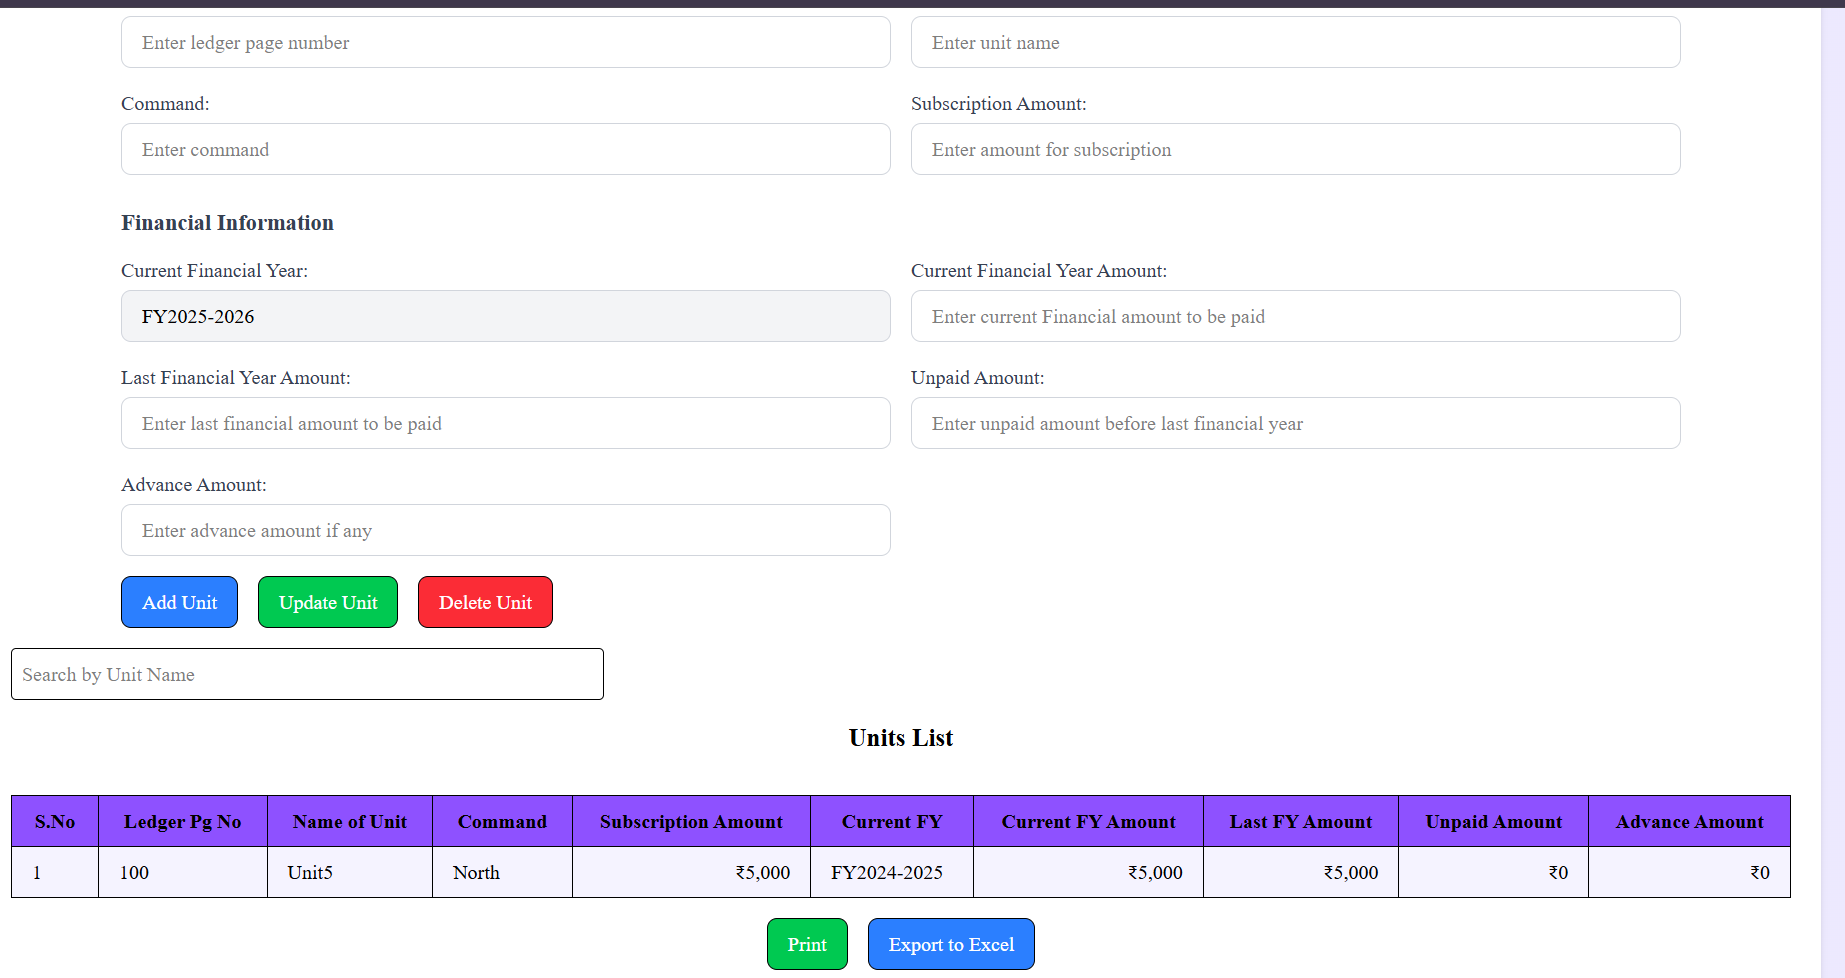 Enter ledger page number
Enter unit name
Command:
Subscription Amount:
Enter command
Enter amount for subscription
Financial Information
Current Financial Year:
Current Financial Year Amount:
FY2025-2026
Enter current Financial amount to be paid
Last Financial Year Amount:
Unpaid Amount:
Enter last financial amount to be paid
Enter unpaid amount before last financial year
Advance Amount:
Enter advance amount if any
Add Unit Update Unit Delete Unit
Search by Unit Name
Units List
S.No Ledger Pg No Name of Unit Command Subscription Amount Current FY Current FY Amount Last FY Amount Unpaid Amount Advance Amount
1 100 Unit5 North ₹5,000 FY2024-2025 ₹5,000 ₹5,000 ₹0 ₹0
Print Export to Excel